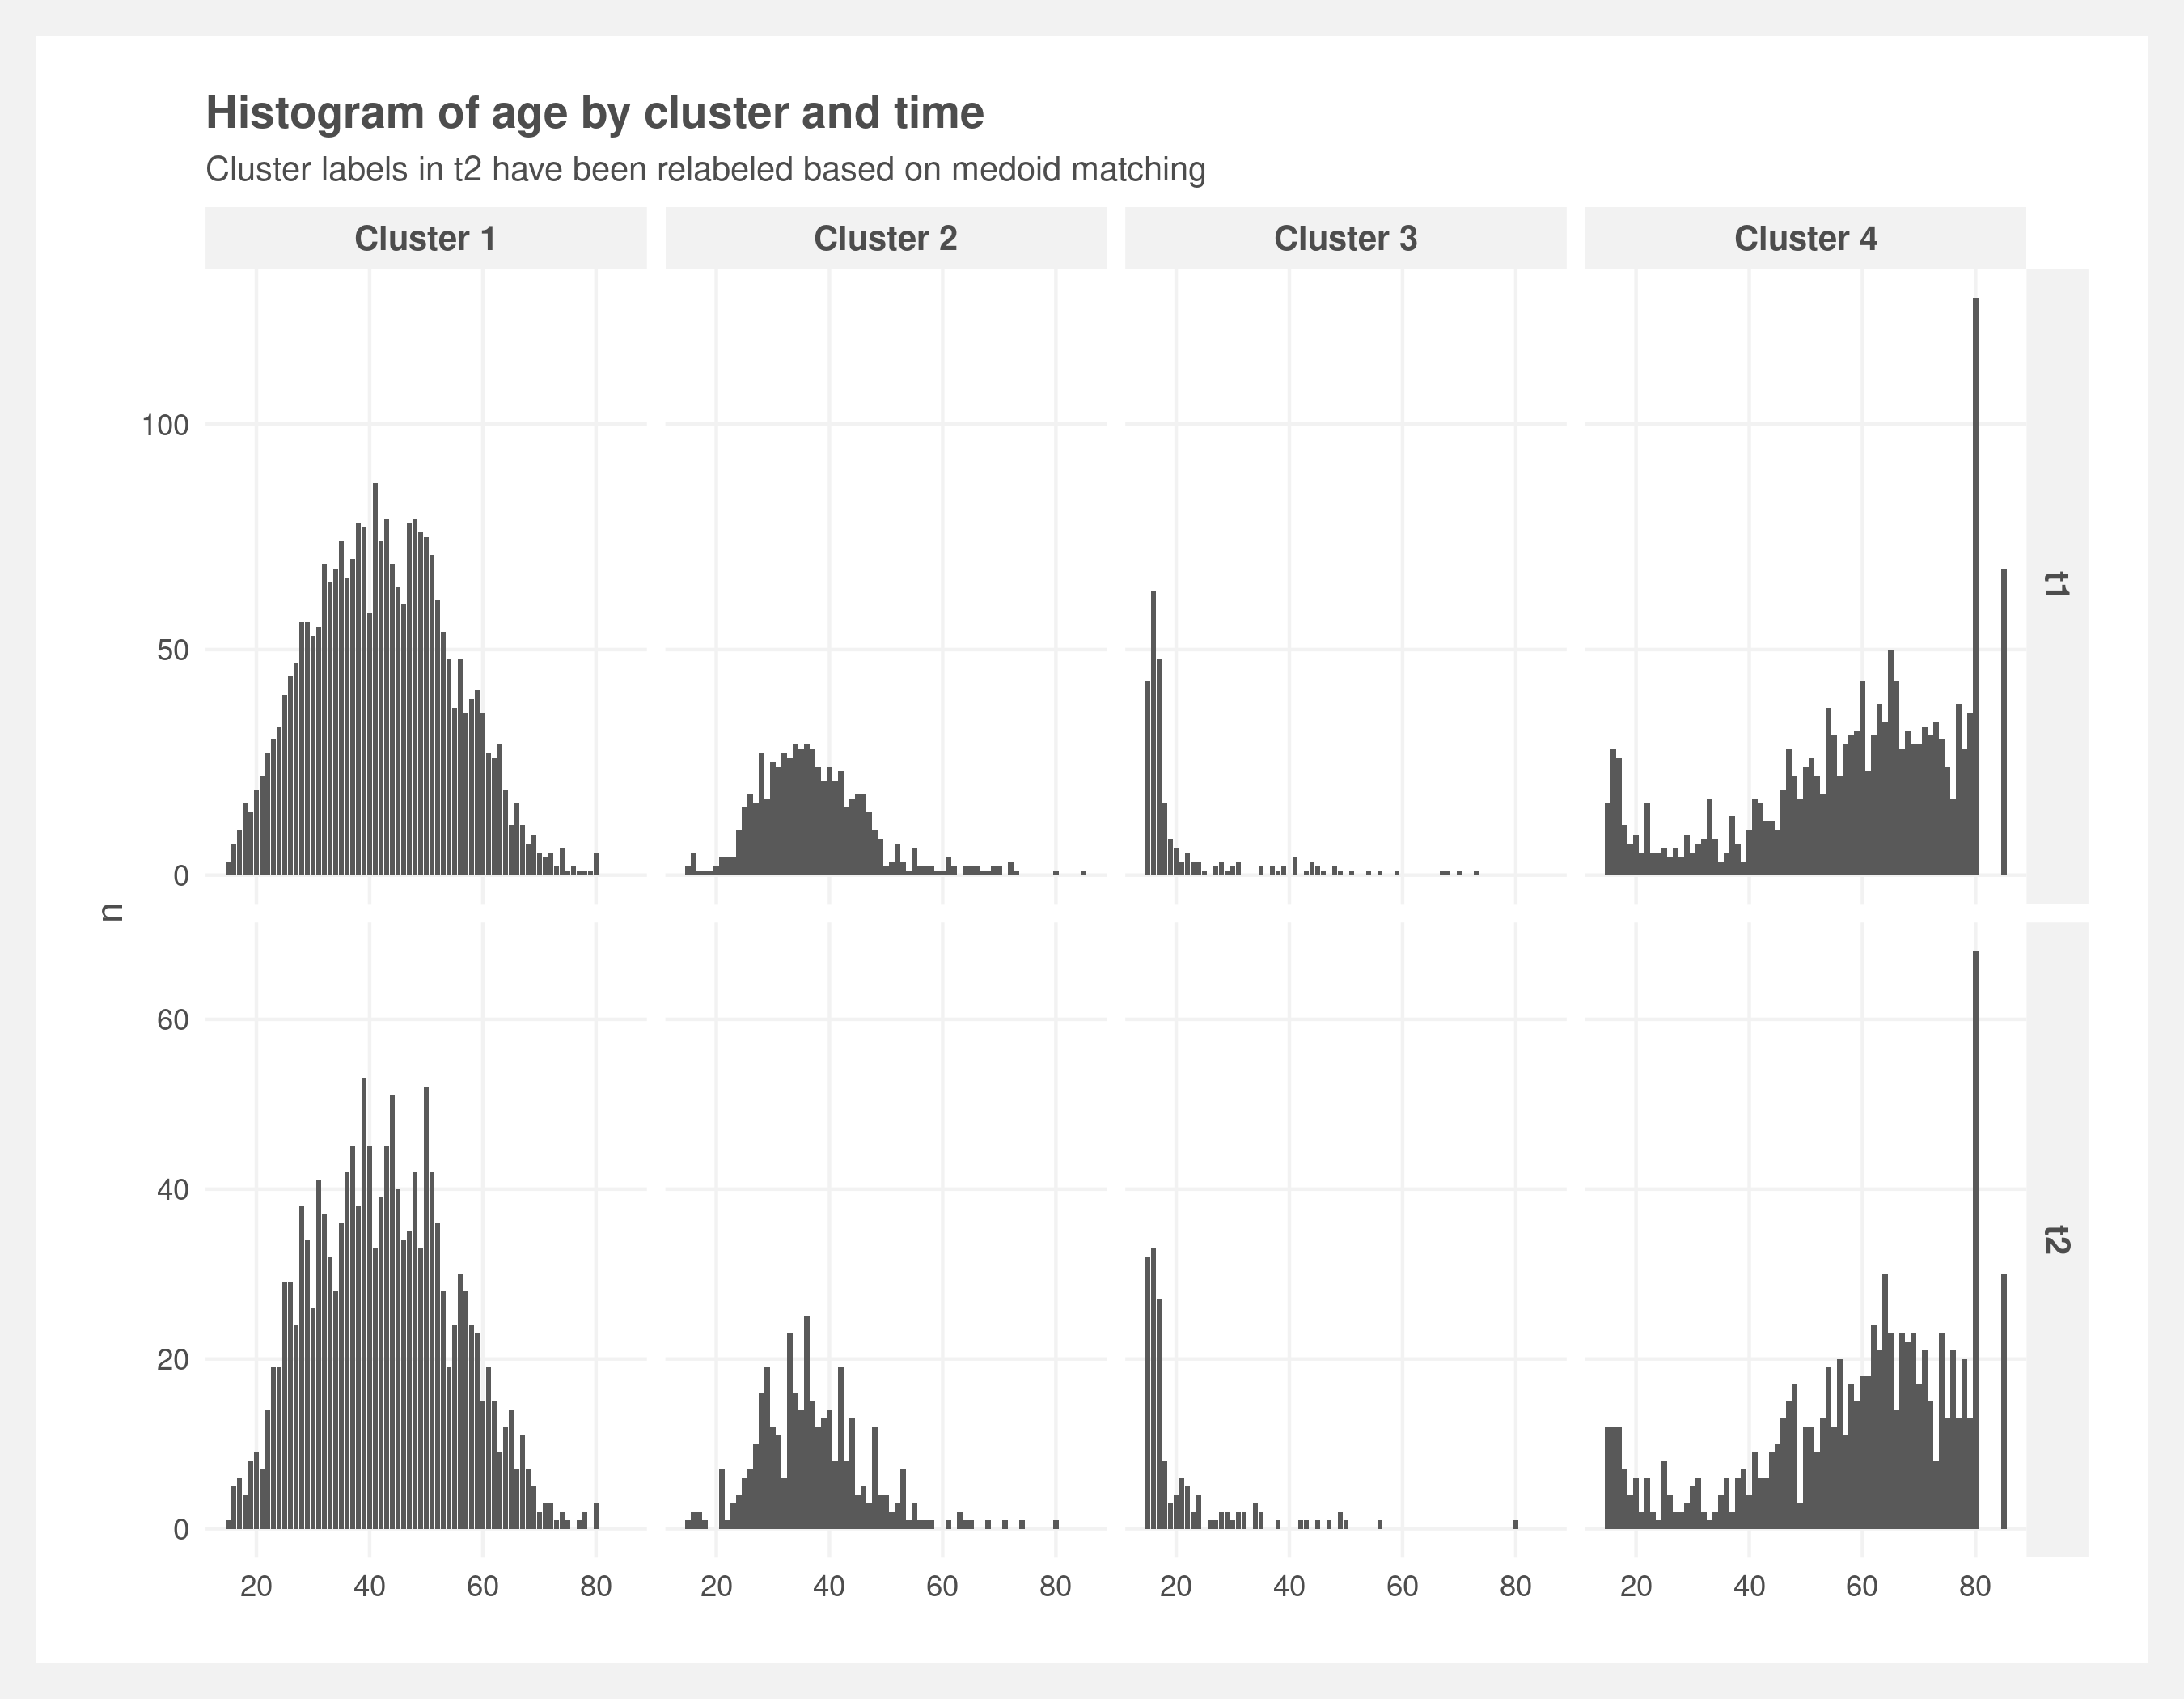 Histogram of age by cluster and time
Cluster labels in t2 have been relabeled based on medoid matching
Cluster 1 Cluster 2 Cluster 3 Cluster 4
100
50
0
t1
n
60
40
20
0
t2
20 40 60 80 20 40 60 80 20 40 60 80 20 40 60 80